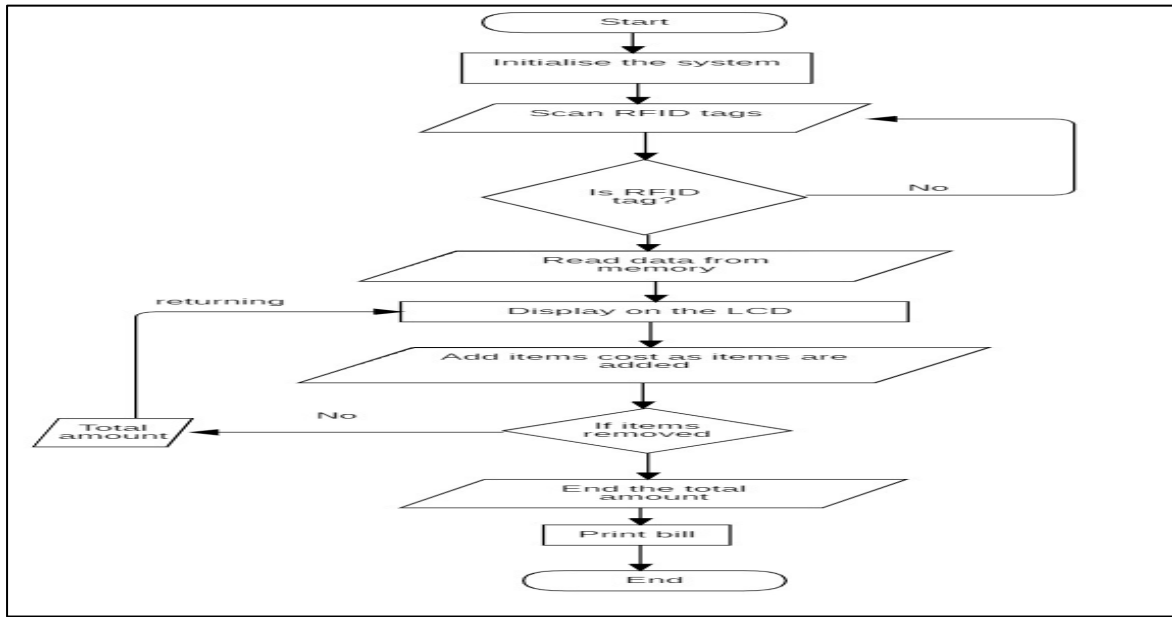 Start
Initialise the system
Scan RFID tags
Is RFID
tag?
No
Read data from
memory
returning
Display on the LCD
Add items cost as items are
added
No
Total
amount
If items
removed
End the total
amount
Print bill
End